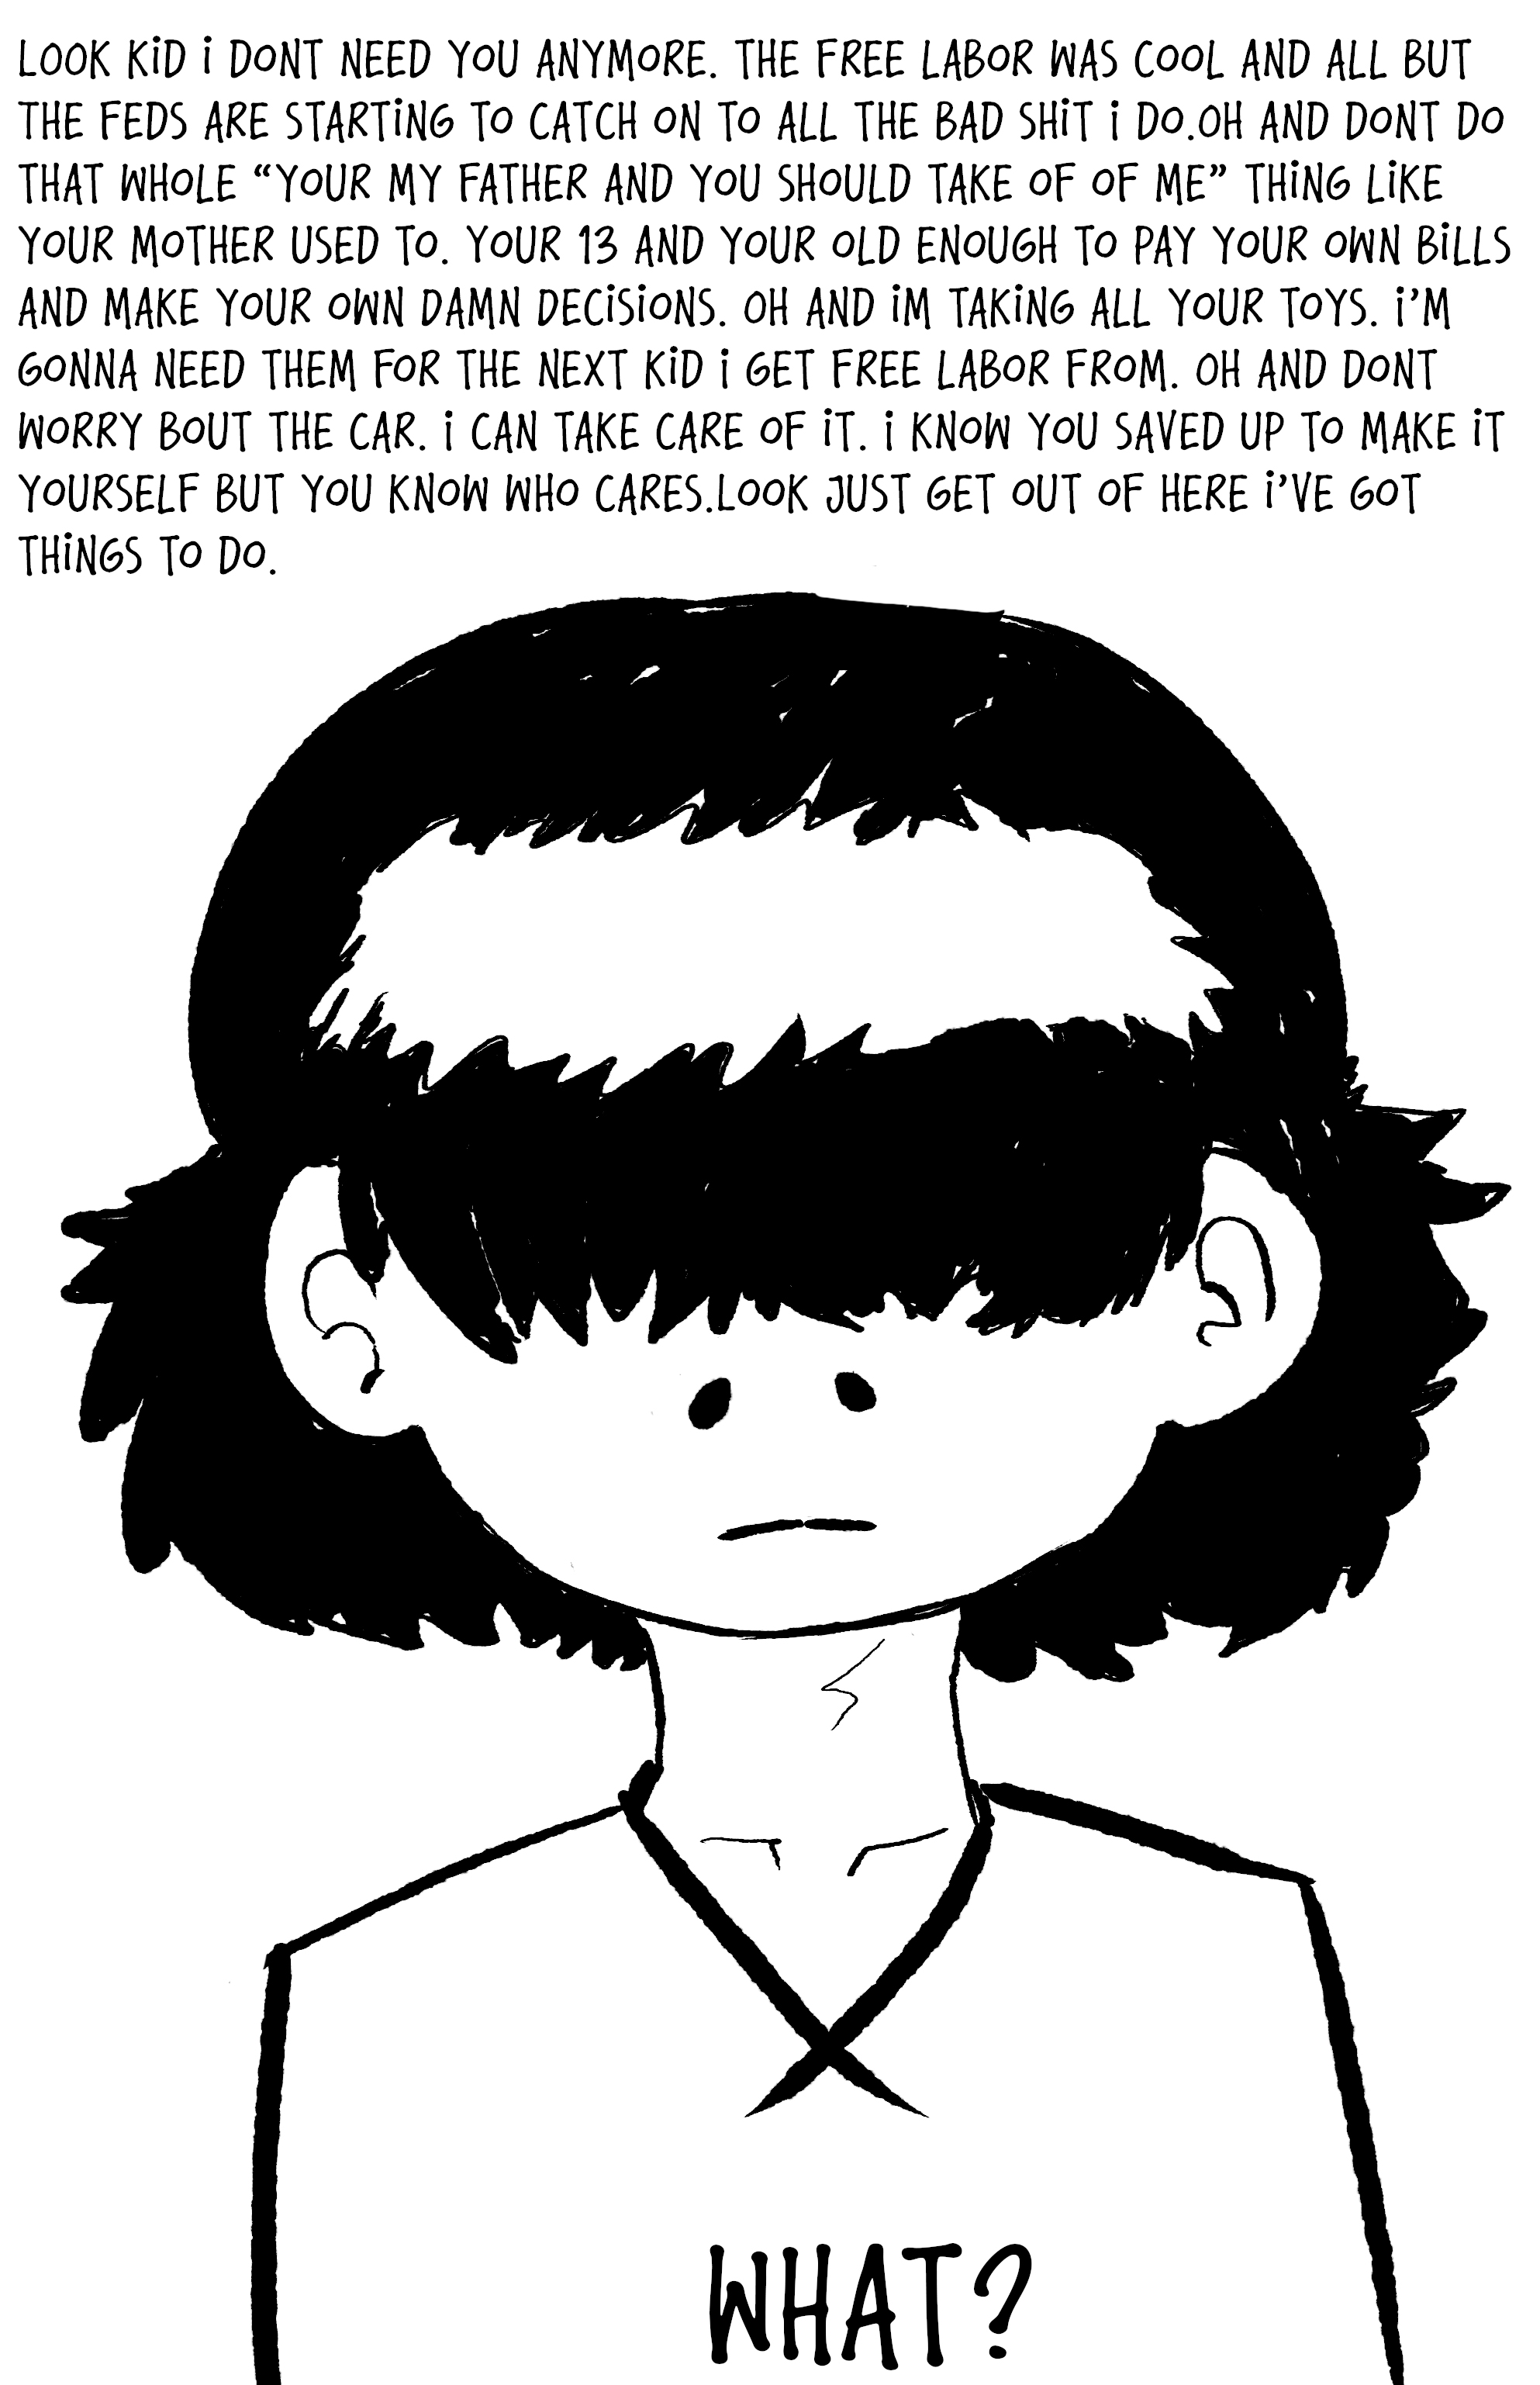 LOOK KiD i DONT NEED YOU ANYMORE. THE FREE LABOR WAS COOL AND ALL BUT
THE FEDS ARE STARTiNG TO CATCH ON TO ALL THE BAD SHiT i DO.OH AND DONT DO
THAT WHOLE “YOUR MY FATHER AND YOU SHOULD TAKE OF OF ME” THiNG LiKE
YOUR MOTHER USED TO. YOUR 13 AND YOUR OLD ENOUGH TO PAY YOUR OWN BiLLS
AND MAKE YOUR OWN DAMN DECiSiONS. OH AND iM TAKiNG ALL YOUR TOYS. i’M
GONNA NEED THEM FOR THE NEXT KiD i GET FREE LABOR FROM. OH AND DONT
WORRY BOUT THE CAR. i CAN TAKE CARE OF iT. i KNOW YOU SAVED UP TO MAKE iT
YOURSELF BUT YOU KNOW WHO CARES.LOOK JUST GET OUT OF HERE i’VE GOT
THiNGS TO DO.
WHAT?